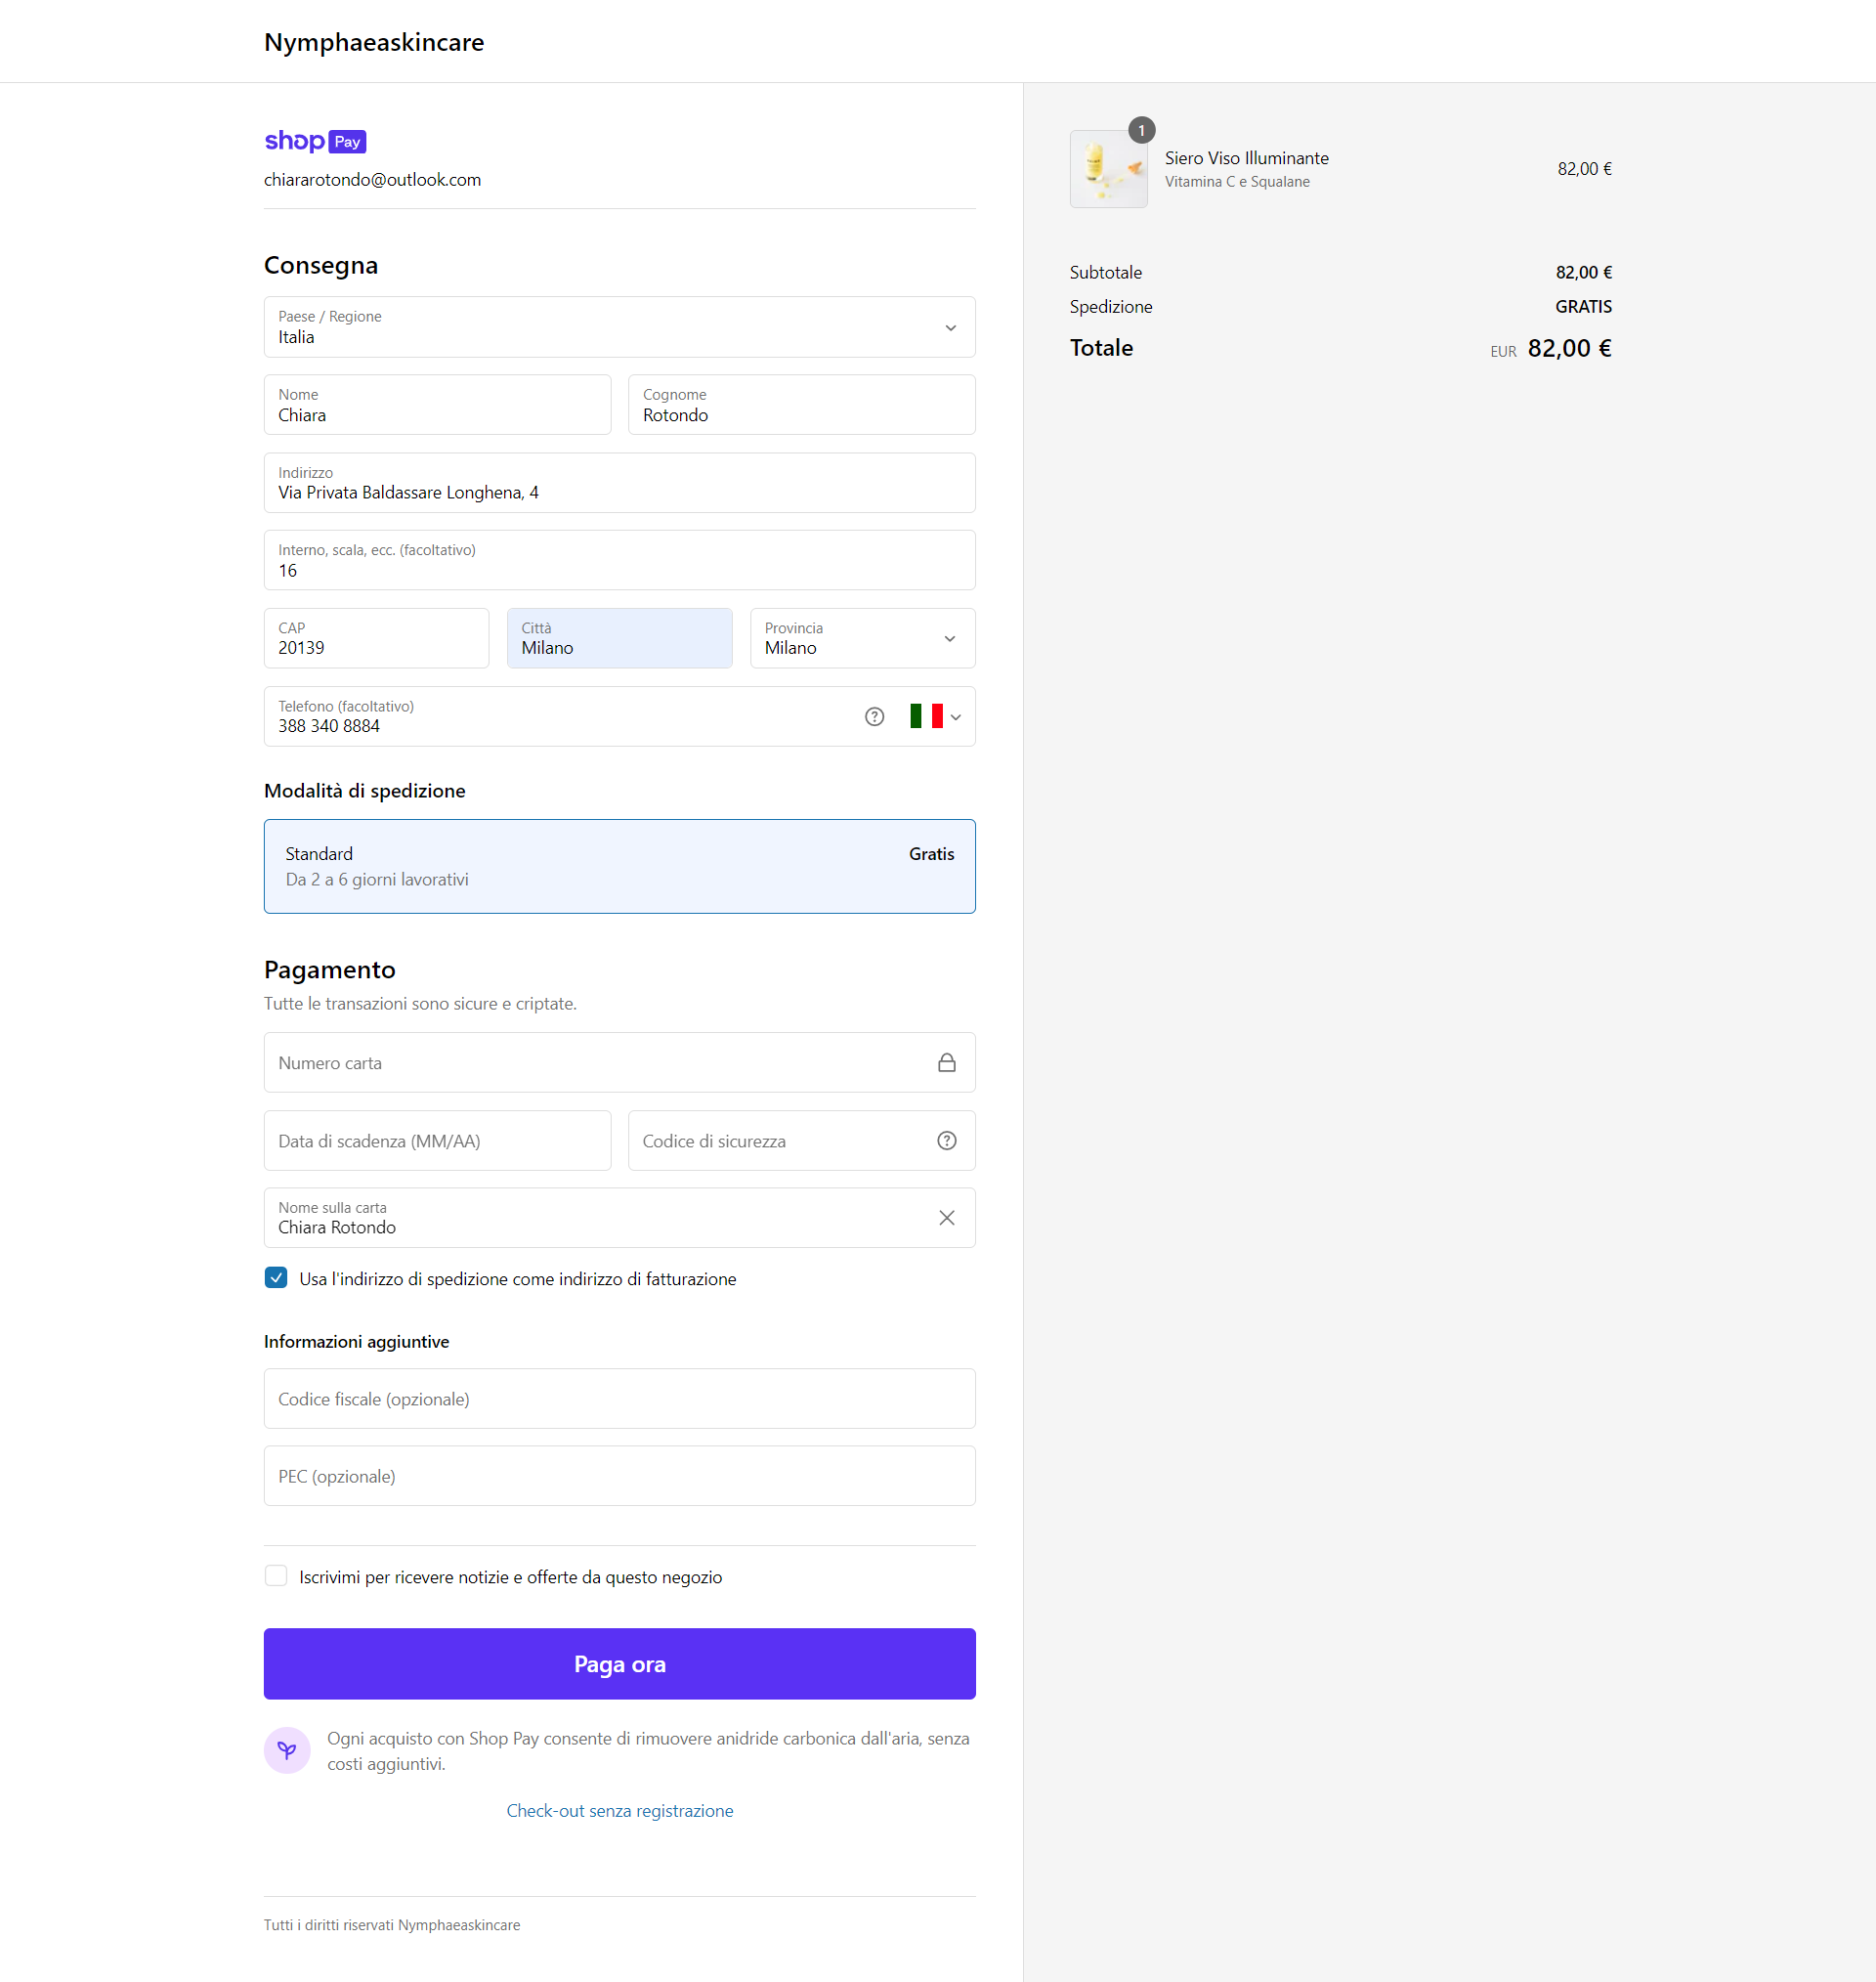 Nymphaeaskincare
shop Pay
chiararotondo@outlook.com
Consegna
Paese / Regione
Italia
Nome
Chiara
Cognome
Rotondo
Indirizzo
Via Privata Baldassare Longhena, 4
Interno, scala, ecc. (facoltativo)
16
CAP
20139
Città
Milano
Provincia
Milano
Telefono (facoltativo)
388 340 8884
Modalità di spedizione
Standard
Gratis
Da 2 a 6 giorni lavorativi
Pagamento
Tutte le transazioni sono sicure e criptate.
Numero carta
Data di scadenza (MM/AA)
Codice di sicurezza
Nome sulla carta
Chiara Rotondo
Usa l'indirizzo di spedizione come indirizzo di fatturazione
Informazioni aggiuntive
Codice fiscale (opzionale)
PEC (opzionale)
Iscrivimi per ricevere notizie e offerte da questo negozio
Paga ora
Ogni acquisto con Shop Pay consente di rimuovere anidride carbonica dall'aria, senza
costi aggiuntivi.
Check-out senza registrazione
Tutti i diritti riservati Nymphaeaskincare
1
Siero Viso Illuminante
Vitamina C e Squalane
82,00 €
Subtotale
82,00 €
Spedizione
GRATIS
Totale
EUR 82,00 €